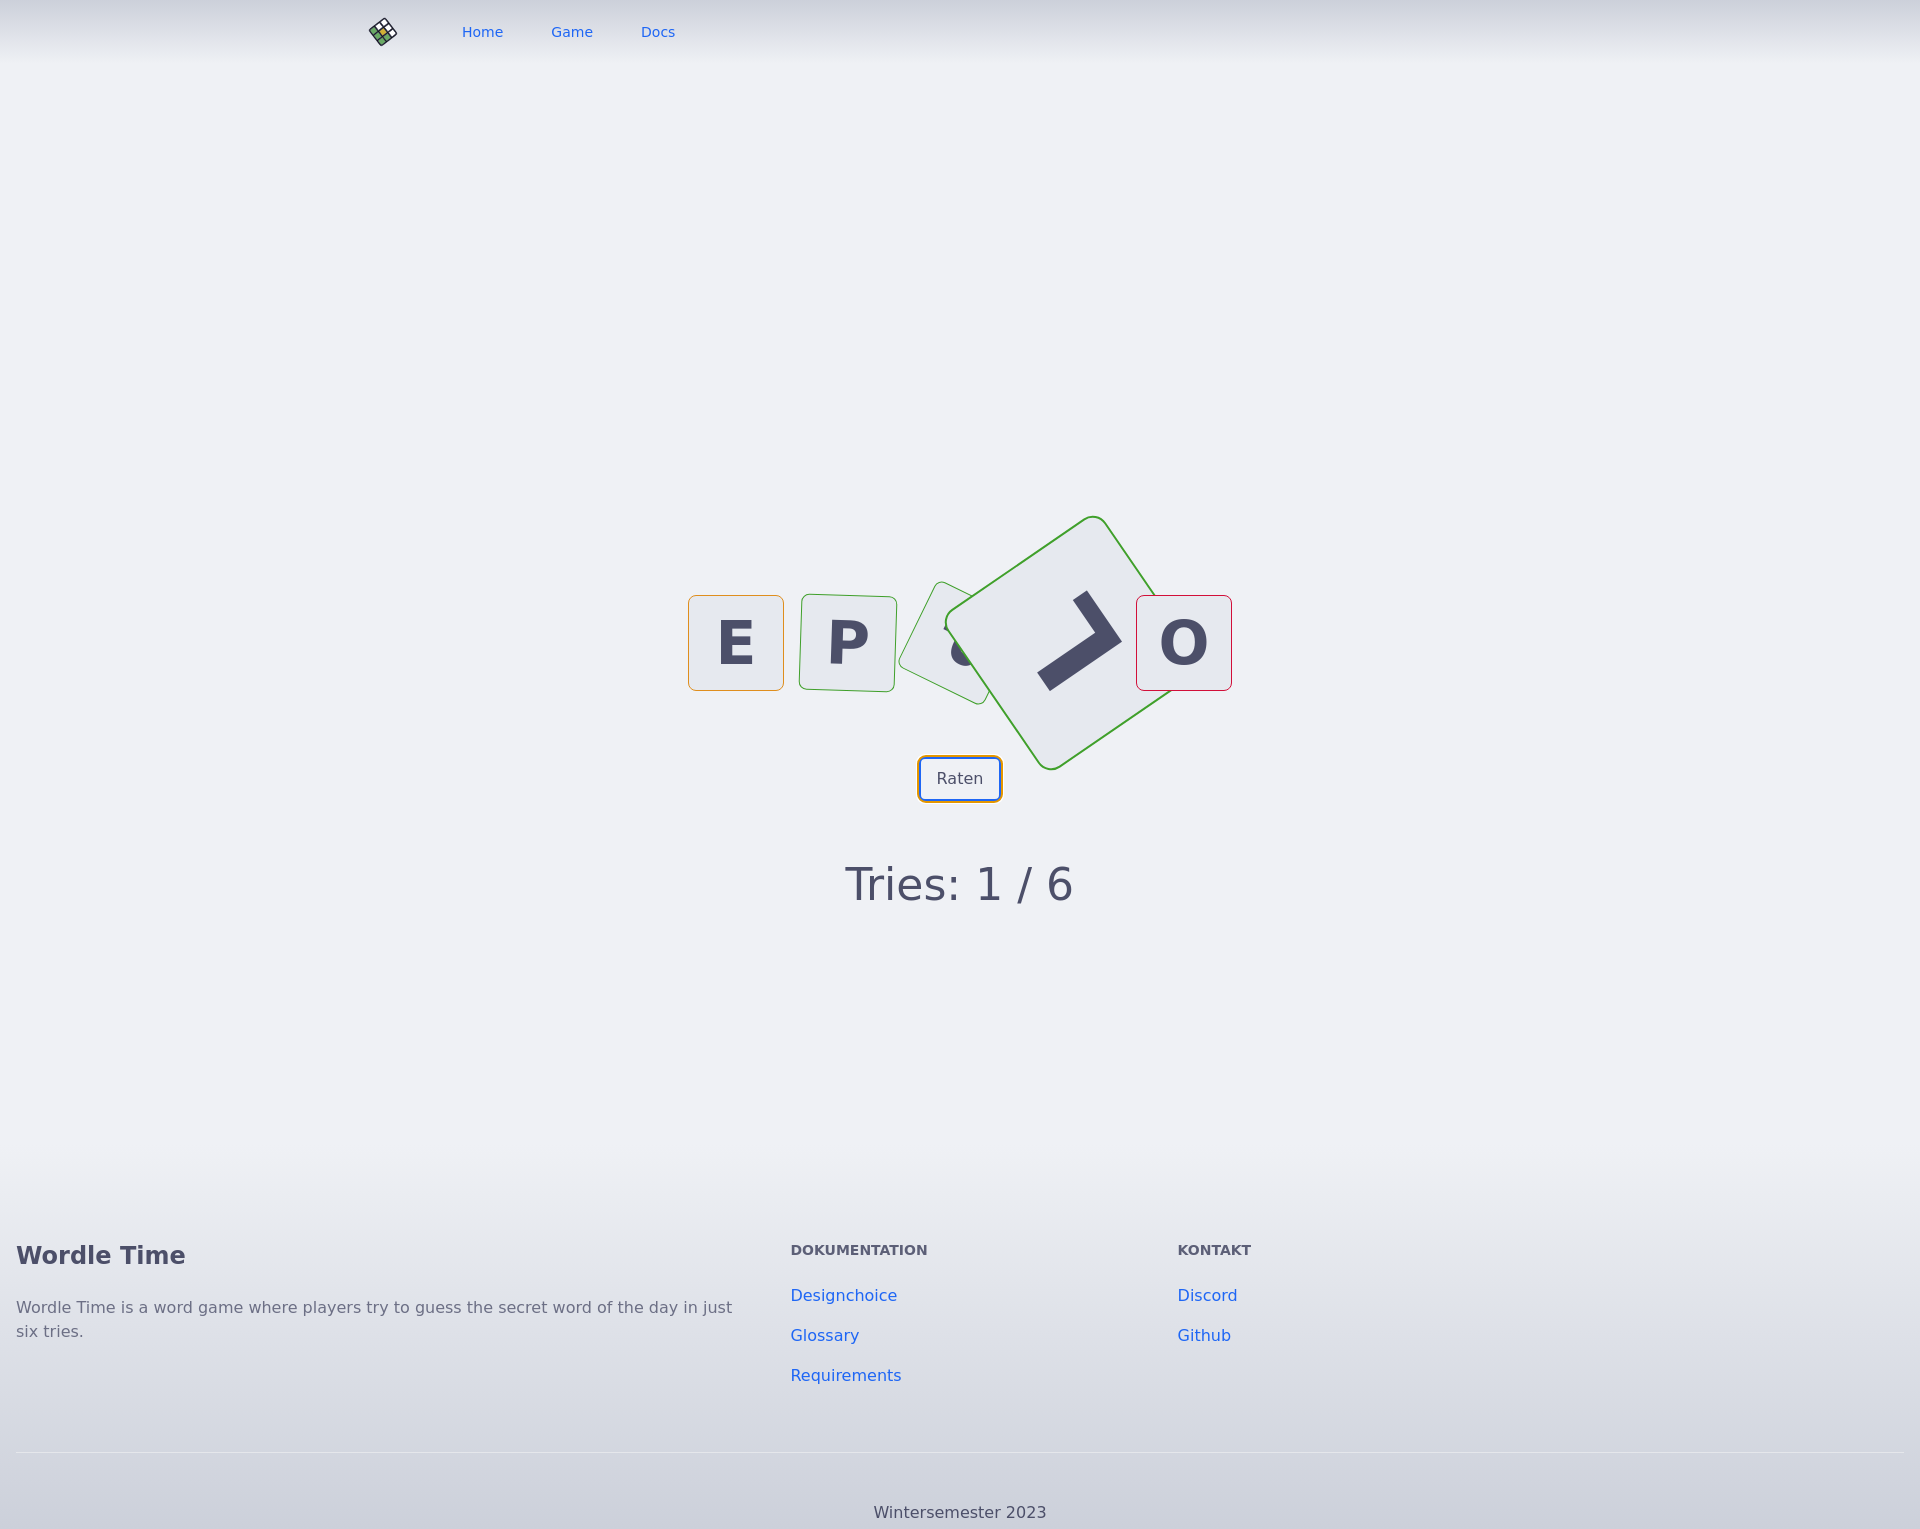 Home Game Docs
E P L O
Raten
Tries: 1 / 6
Wordle Time
Wordle Time is a word game where players try to guess the secret word of the day in just
six tries.
DOKUMENTATION
Designchoice
Glossary
Requirements
KONTAKT
Discord
Github
Wintersemester 2023